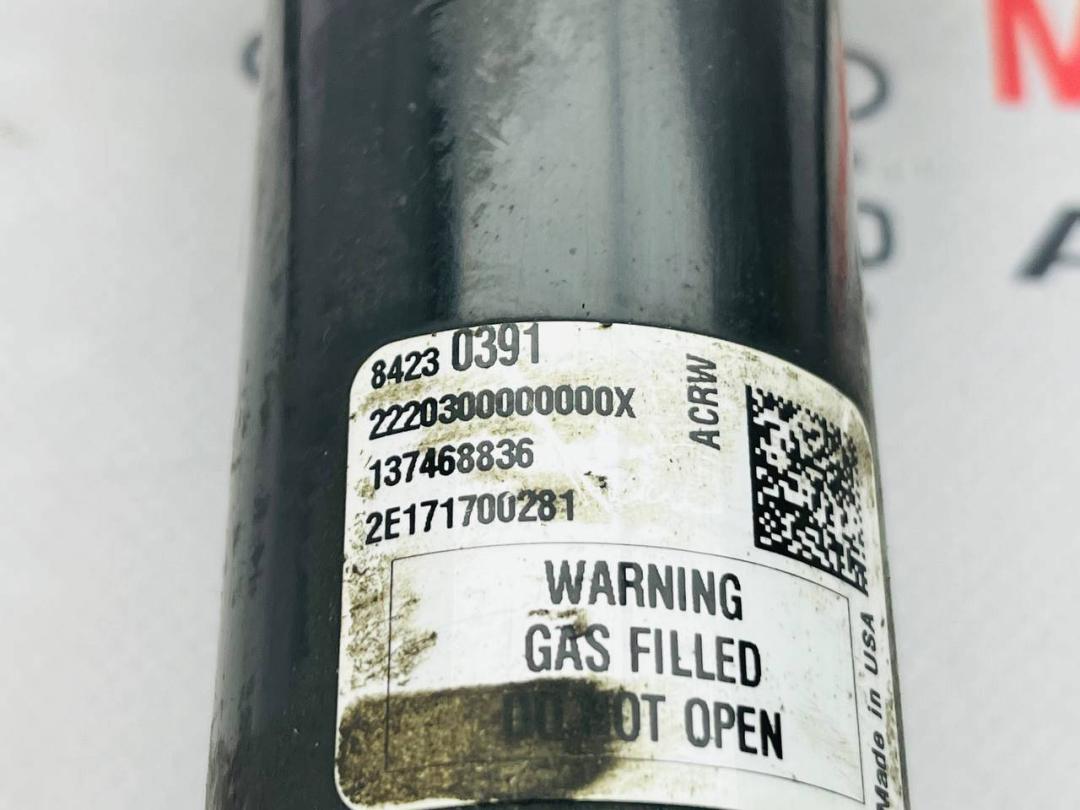 8423 0391
2220300000000X
137468836
2E171700281
ACRW
WARNING
GAS FILLED
DO NOT OPEN
Made in USA
M